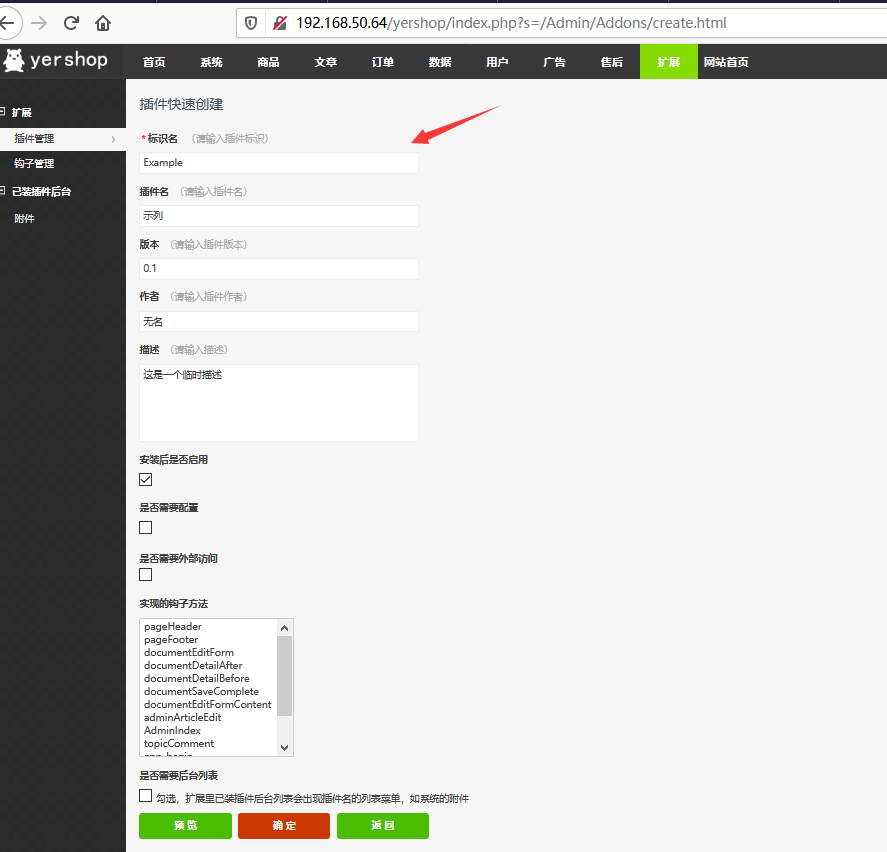 192.168.50.64/yershop/index.php?s=/Admin/Addons/create.html
yershop 首页 系统 商品 文章 订单 数据 用户 广告 售后 扩展 网站首页
扩展
插件管理
钩子管理
已装插件后台
附件
插件快速创建
*标识名 （请输入插件标识）
Example
插件名 （请输入插件名）
示列
版本 （请输入插件版本）
0.1
作者 （请输入插件作者）
无名
描述 （请输入描述）
这是一个临时描述
安装后是否启用
是否需要配置
是否需要外部访问
实现的钩子方法
pageHeader
pageFooter
documentEditForm
documentDetailAfter
documentDetailBefore
documentSaveComplete
documentEditFormContent
adminArticleEdit
AdminIndex
topicComment
是否需要后台列表
勾选，扩展里已装插件后台列表会出现插件名的列表菜单，如系统的附件
预 览 确 定 返 回